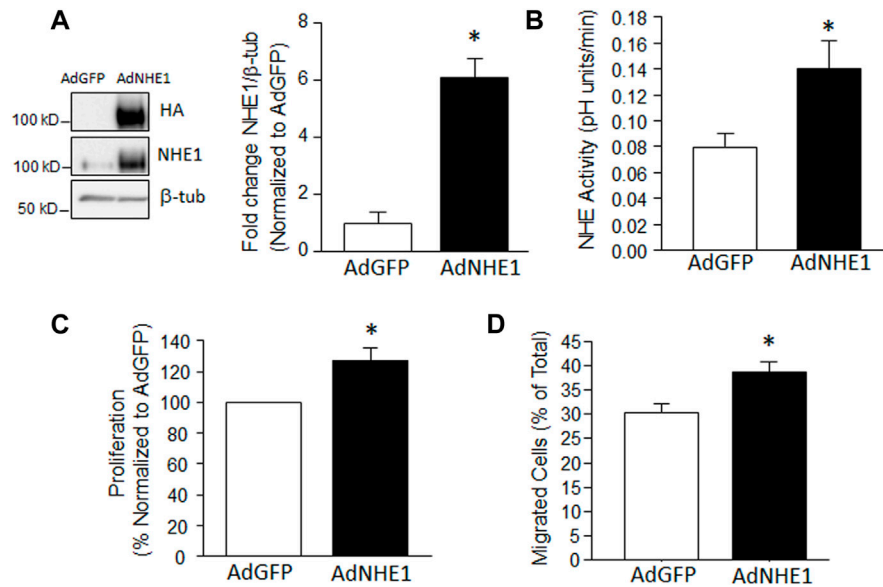 A
AdGFP AdNHE1
100 kD
HA
100 kD
NHE1
50 kD
β-tub
Fold change NHE1/β-tub
(Normalized to AdGFP)
8
6
4
2
0
*
AdGFP AdNHE1
B
NHE Activity (pH units/min)
0.18
0.16
0.14
0.12
0.10
0.08
0.06
0.04
0.02
0.00
*
AdGFP AdNHE1
C
Proliferation
(% Normalized to AdGFP)
140
120
100
80
60
40
20
0
*
AdGFP AdNHE1
D
Migrated Cells (% of Total)
45
40
35
30
25
20
15
10
5
0
*
AdGFP AdNHE1